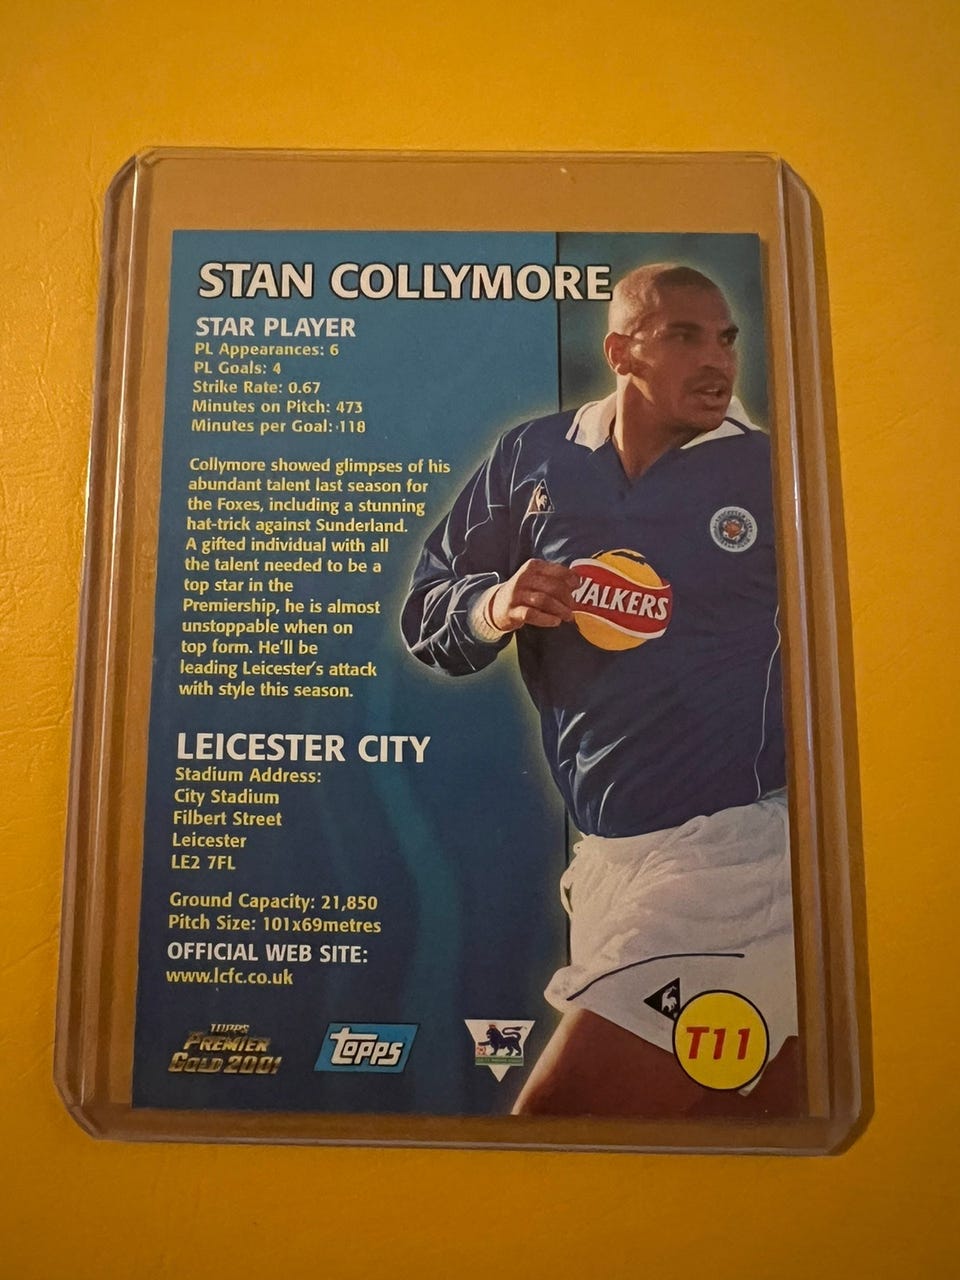 STAN COLLYMORE
STAR PLAYER
PL Appearances: 6
PL Goals: 4
Strike Rate: 0.67
Minutes on Pitch: 473
Minutes per Goal: 118
Collymore showed glimpses of his
abundant talent last season for
the Foxes, including a stunning
hat-trick against Sunderland.
A gifted individual with all
the talent needed to be a
top star in the
Premiership, he is almost
unstoppable when on
top form. He'll be
leading Leicester's attack
with style this season.
WALKERS
LEICESTER CITY
Stadium Address:
City Stadium
Filbert Street
Leicester
LE2 7FL
Ground Capacity: 21,850
Pitch Size: 101x69metres
OFFICIAL WEB SITE:
www.lcfc.co.uk
TOPPS
PREMIER
GOLD 2001
TOPPS
T11